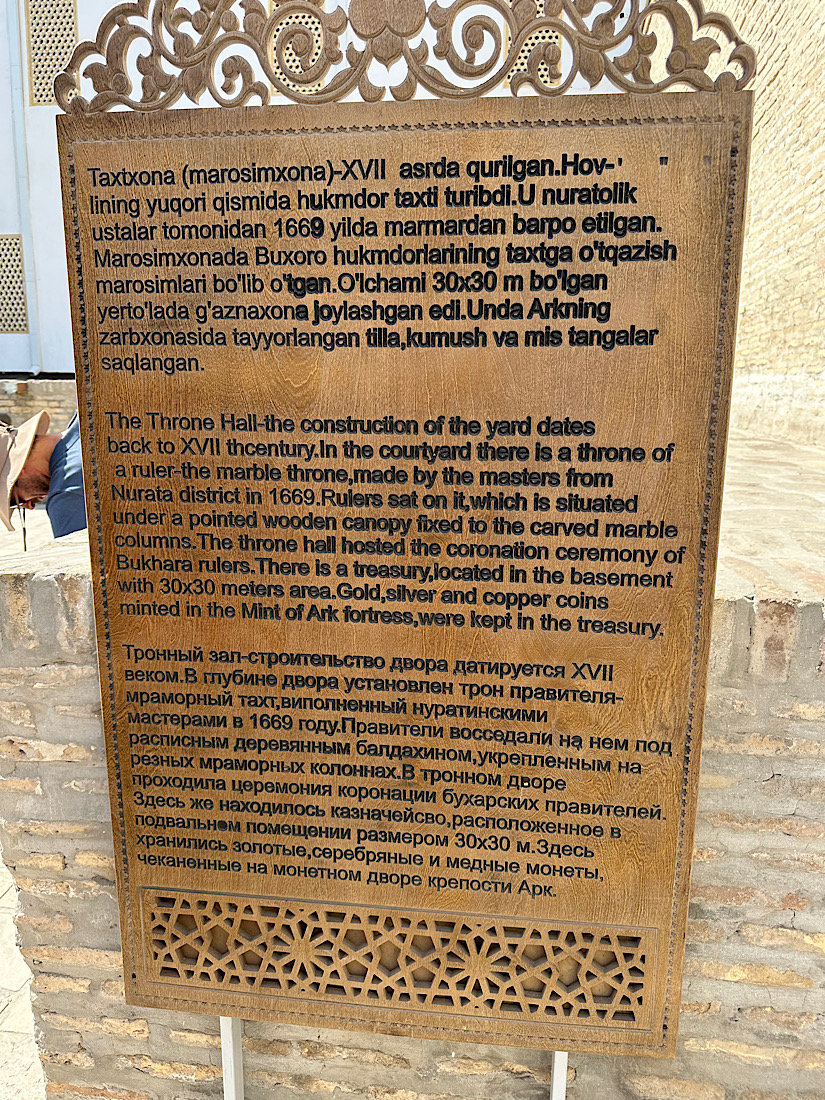 Taxtxona (marosimxona)-XVII asrda qurilgan.Hov-
lining yuqori qismida hukmdor taxti turibdi.U nuratolik
ustalar tomonidan 1669 yilda marmardan barpo etilgan.
Marosimxonada Buxoro hukmdorlarining taxtga o'tqazish
marosimlari bo'lib o'tgan.O'lchami 30x30 m bo'lgan
yerto'lada g'aznaxona joylashgan edi.Unda Arkning
zarbxonasida tayyorlangan tilla,kumush va mis tangalar
saqlangan.
The Throne Hall-the construction of the yard dates
back to XVII thcentury.In the courtyard there is a throne of
a ruler-the marble throne,made by the masters from
Nurata district in 1669.Rulers sat on it,which is situated
under a pointed wooden canopy fixed to the carved marble
columns.The throne hall hosted the coronation ceremony of
Bukhara rulers.There is a treasury,located in the basement
with 30x30 meters area.Gold,silver and copper coins
minted in the Mint of Ark fortress,were kept in the treasury.
Тронный зал-строительство двора датируется XVII
веком.В глубине двора установлен трон правителя-
мраморный тахт,виполненный нуратинскими
мастерами в 1669 году.Правители восседали на нем под
расписным деревянным балдахином,укрепленным на
резных мраморных колоннах.В тронном дворе
проходила церемония коронации бухарских правителей.
Здесь же находилось казначейсво,расположенное в
подвальном помещении размером 30x30 м.Здесь
хранились золотые,серебряные и медные монеты,
чеканенные на монетном дворе крепости Арк.